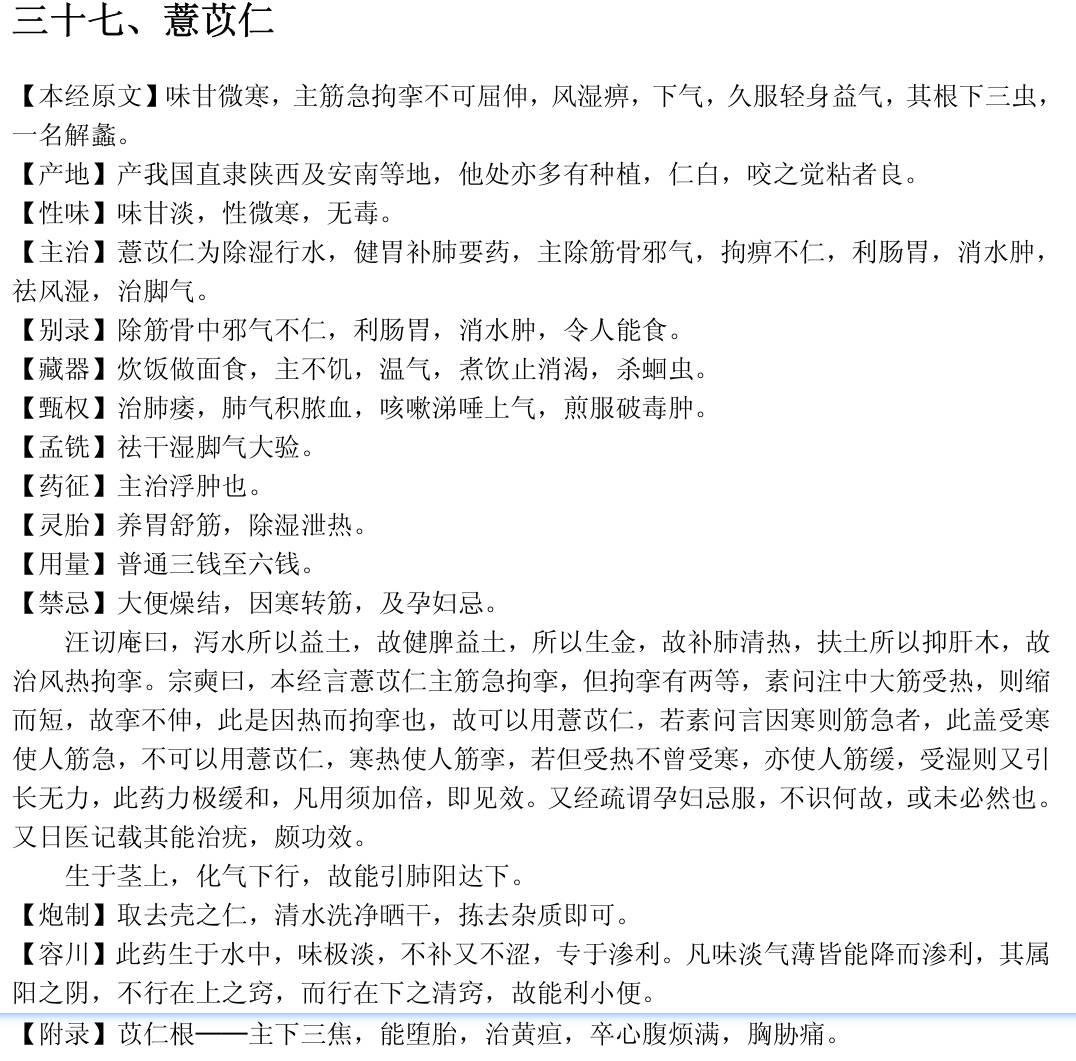 三十七、薏苡仁
【本经原文】味甘微寒，主筋急拘挛不可屈伸，风湿痹，下气，久服轻身益气，其根下三虫，
一名解蠡。
【产地】产我国直隶陕西及安南等地，他处亦多有种植，仁白，咬之觉粘者良。
【性味】味甘淡，性微寒，无毒。
【主治】薏苡仁为除湿行水，健胃补肺要药，主除筋骨邪气，拘痹不仁，利肠胃，消水肿，
祛风湿，治脚气。
【别录】除筋骨中邪气不仁，利肠胃，消水肿，令人能食。
【藏器】炊饭做面食，主不饥，温气，煮饮止消渴，杀蛔虫。
【甄权】治肺痿，肺气积脓血，咳嗽涕唾上气，煎服破毒肿。
【孟铣】祛干湿脚气大验。
【药征】主治浮肿也。
【灵胎】养胃舒筋，除湿泄热。
【用量】普通三钱至六钱。
【禁忌】大便燥结，因寒转筋，及孕妇忌。
汪讱庵曰，泻水所以益土，故健脾益土，所以生金，故补肺清热，扶土所以抑肝木，故
治风热拘挛。宗奭曰，本经言薏苡仁主筋急拘挛，但拘挛有两等，素问注中大筋受热，则缩
而短，故挛不伸，此是因热而拘挛也，故可以用薏苡仁，若素问言因寒则筋急者，此盖受寒
使人筋急，不可以用薏苡仁，寒热使人筋挛，若但受热不曾受寒，亦使人筋缓，受湿则又引
长无力，此药力极缓和，凡用须加倍，即见效。又经疏谓孕妇忌服，不识何故，或未必然也。
又日医记载其能治疣，颇功效。
生于茎上，化气下行，故能引肺阳达下。
【炮制】取去壳之仁，清水洗净晒干，拣去杂质即可。
【容川】此药生于水中，味极淡，不补又不涩，专于渗利。凡味淡气薄皆能降而渗利，其属
阳之阴，不行在上之窍，而行在下之清窍，故能利小便。
【附录】苡仁根——主下三焦，能堕胎，治黄疸，卒心腹烦满，胸胁痛。